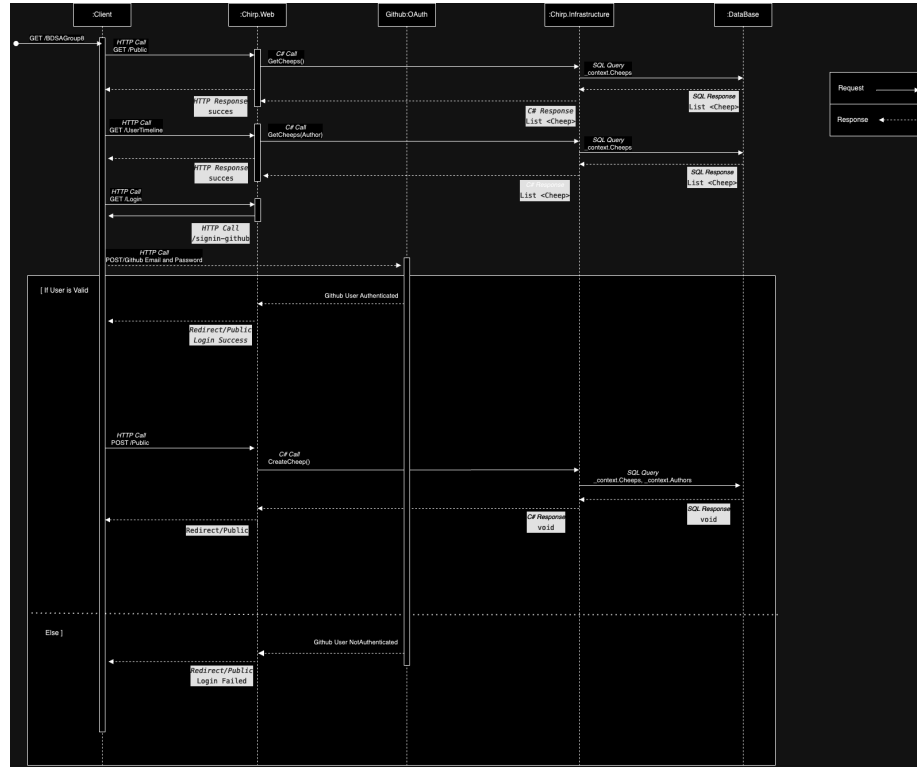 :Client
:Chirp.Web
Github:OAuth
:Chirp.Infrastructure
:DataBase
GET /BDSAGroup8
HTTP Call
GET /Public
C# Call
GetCheeps()
SQL Query
_context.Cheeps
Request
HTTP Response
succes
C# Response
List <Cheep>
SQL Response
List <Cheep>
Response
HTTP Call
GET /UserTimeline
C# Call
GetCheeps(Author)
SQL Query
_context.Cheeps
HTTP Response
succes
C# Response
List <Cheep>
SQL Response
List <Cheep>
HTTP Call
GET /Login
HTTP Call
/signin-github
HTTP Call
POST/Github Email and Password
[ If User is Valid
Github User Authenticated
Redirect/Public
Login Success
HTTP Call
POST /Public
C# Call
CreateCheep()
SQL Query
_context.Cheeps, _context.Authors
Redirect/Public
C# Response
void
SQL Response
void
Else ]
Github User NotAuthenticated
Redirect/Public
Login Failed